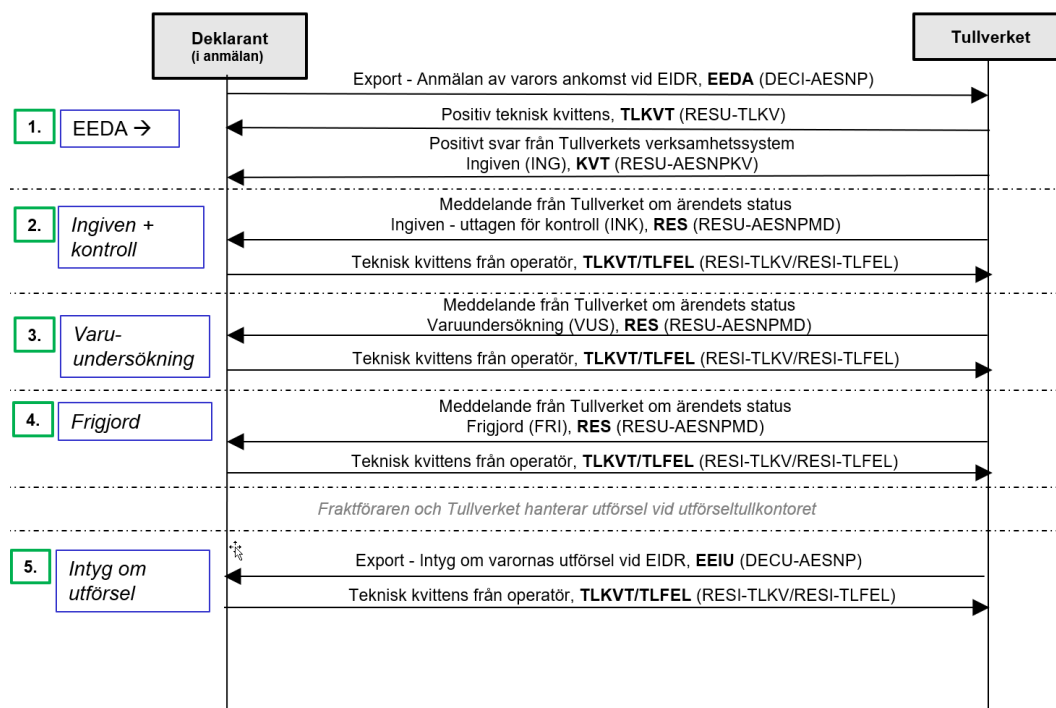 Deklarant
(i anmälan)
Tullverket
Export - Anmälan av varors ankomst vid EIDR, EEDA (DECI-AESNP)
1.
EEDA →
Positiv teknisk kvittens, TLKVT (RESU-TLKV)
Positivt svar från Tullverkets verksamhetssystem
Ingiven (ING), KVT (RESU-AESNPKV)
2.
Ingiven +
kontroll
Meddelande från Tullverket om ärendets status
Ingiven - uttagen för kontroll (INK), RES (RESU-AESNPMD)
Teknisk kvittens från operatör, TLKVT/TLFEL (RESI-TLKV/RESI-TLFEL)
3.
Varu-
undersökning
Meddelande från Tullverket om ärendets status
Varuundersökning (VUS), RES (RESU-AESNPMD)
Teknisk kvittens från operatör, TLKVT/TLFEL (RESI-TLKV/RESI-TLFEL)
4.
Frigjord
Meddelande från Tullverket om ärendets status
Frigjord (FRI), RES (RESU-AESNPMD)
Teknisk kvittens från operatör, TLKVT/TLFEL (RESI-TLKV/RESI-TLFEL)
Fraktföraren och Tullverket hanterar utförsel vid utförseltullkontoret
5.
Intyg om
utförsel
Export - Intyg om varornas utförsel vid EIDR, EEIU (DECU-AESNP)
Teknisk kvittens från operatör, TLKVT/TLFEL (RESI-TLKV/RESI-TLFEL)